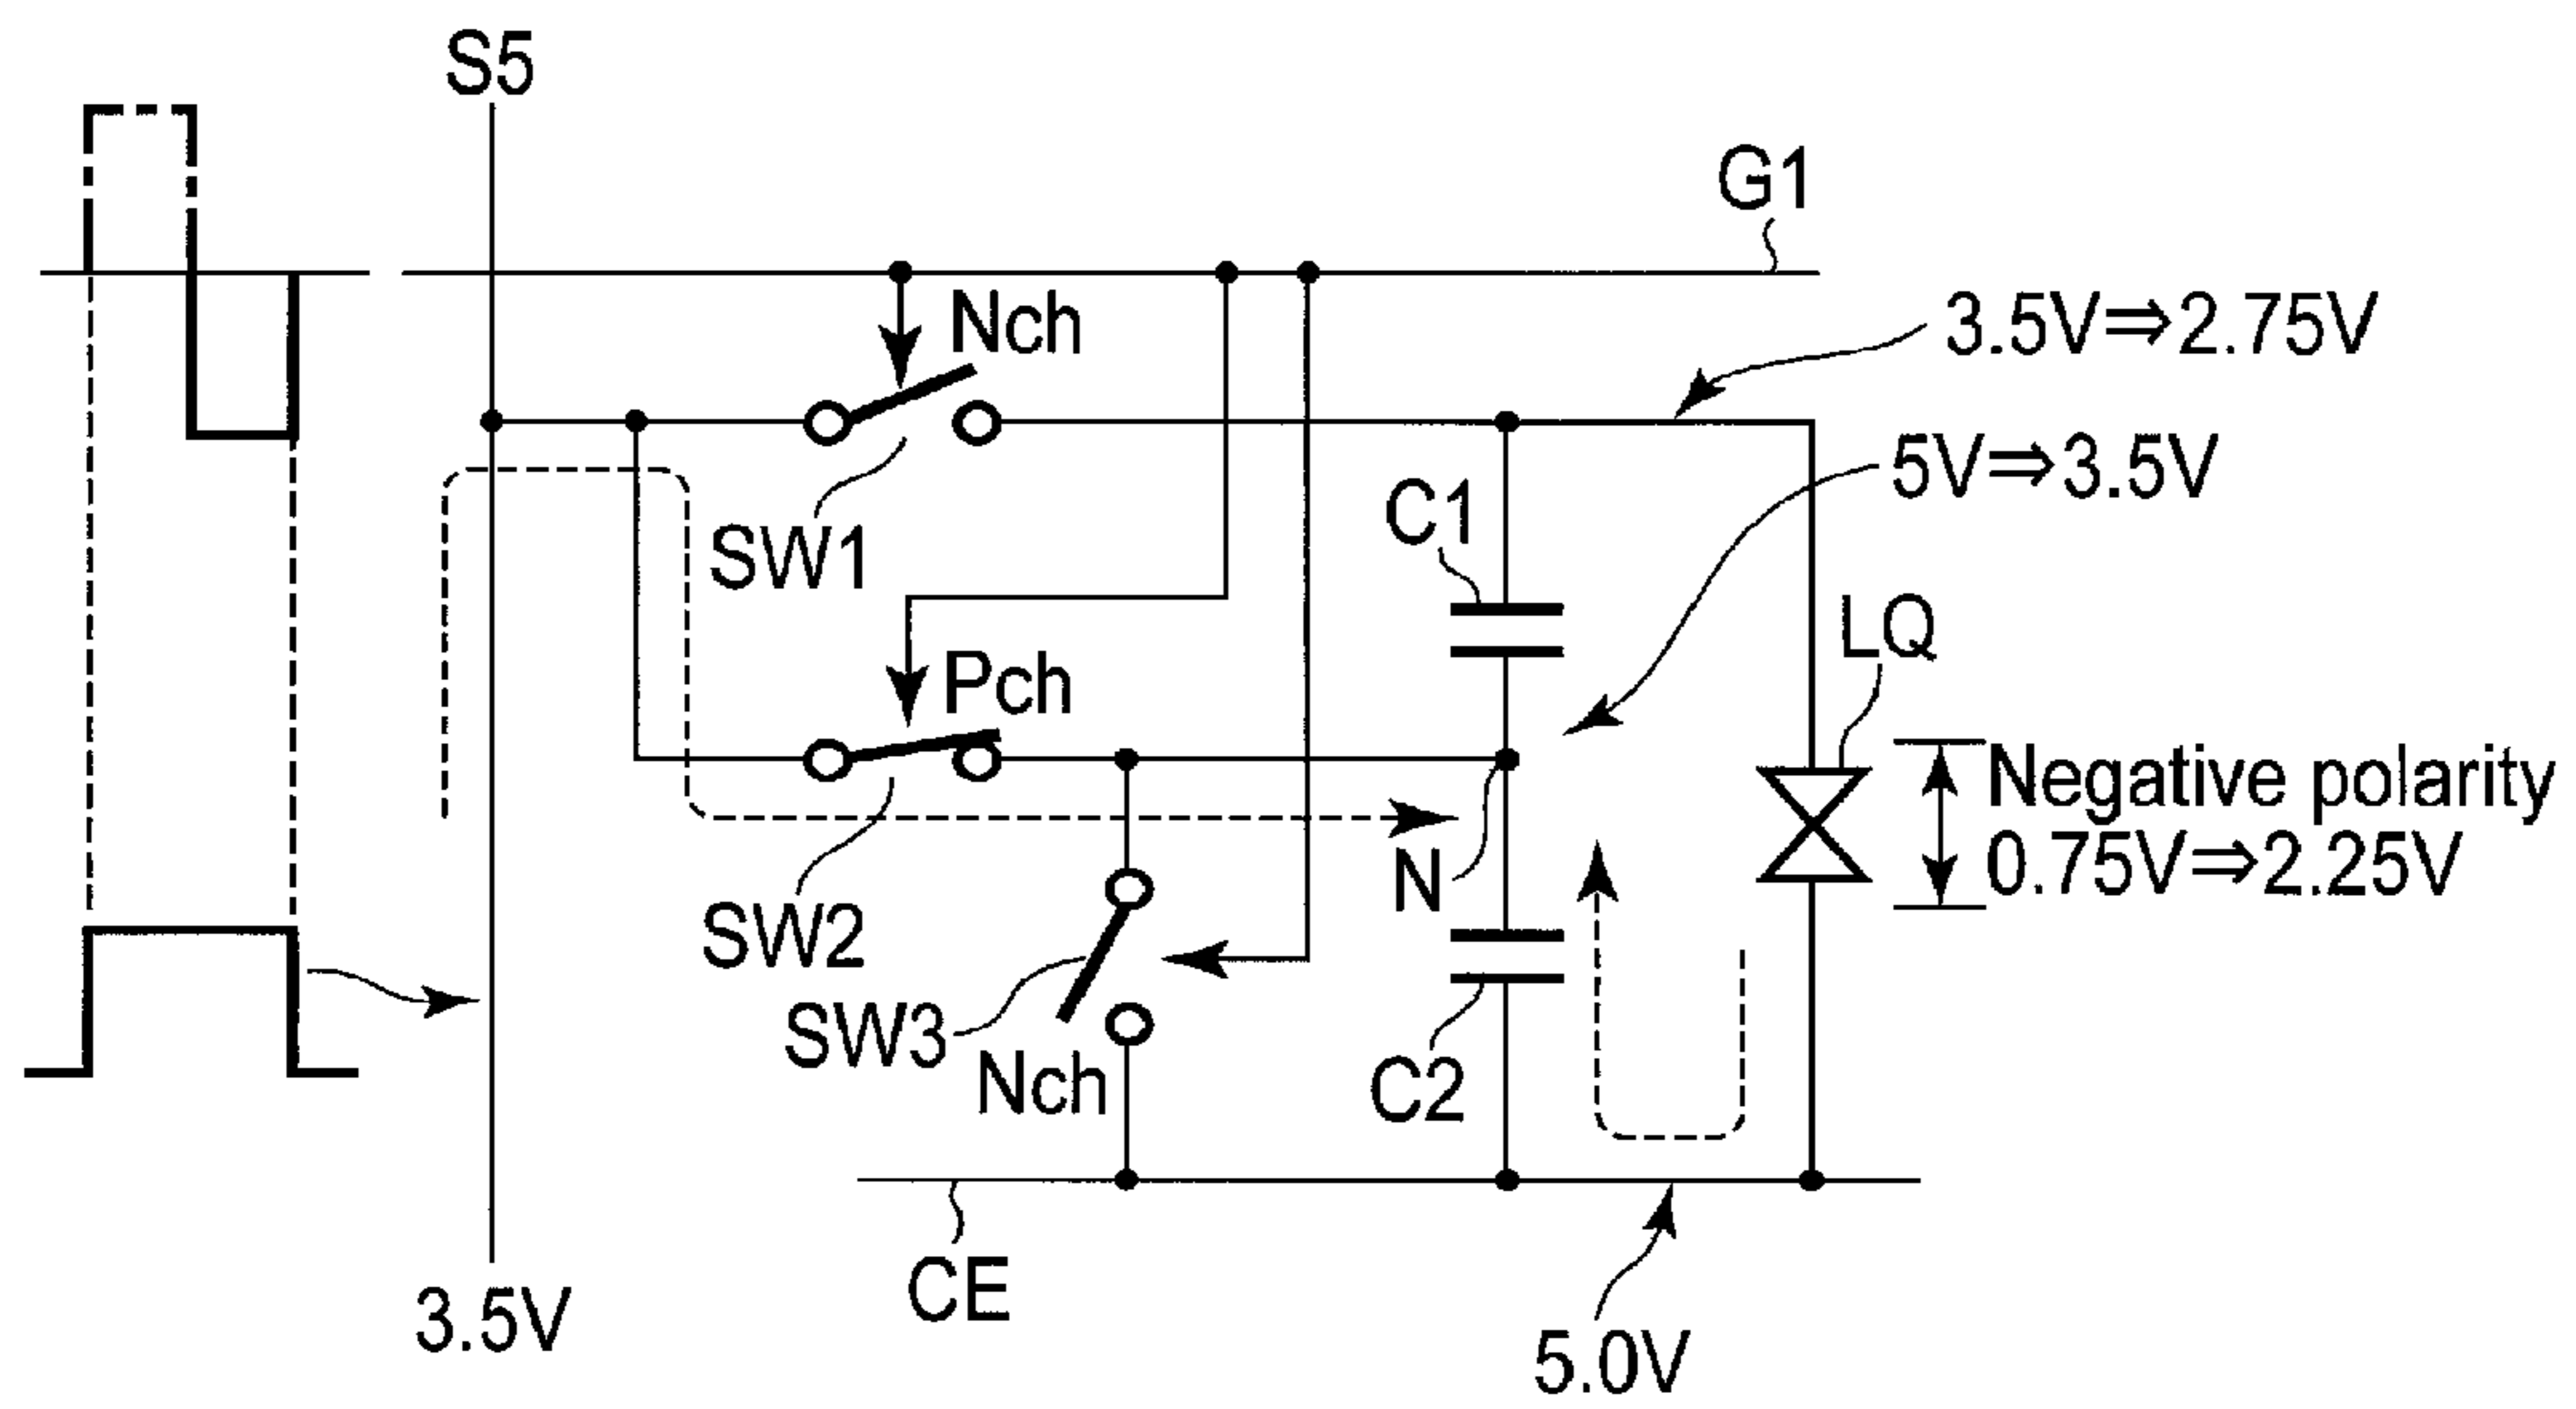 S5
G1
Nch
3.5V⇒2.75V
5V⇒3.5V
C1
SW1
LQ
Pch
Negative polarity
0.75V⇒2.25V
N
SW2
SW3
Nch
C2
CE
3.5V
5.0V